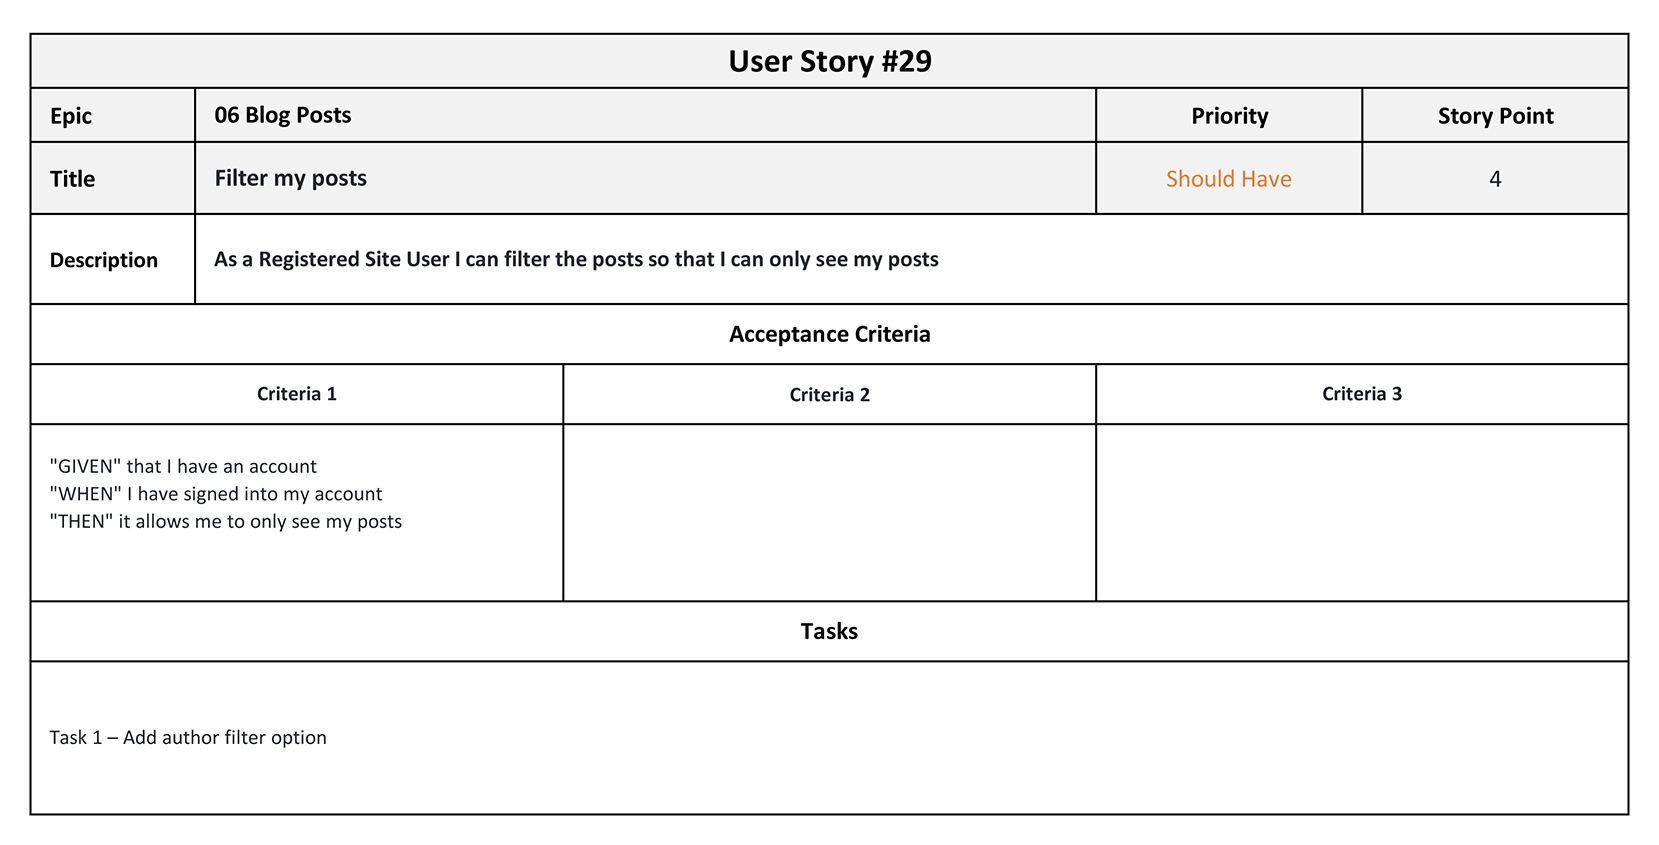 User Story #29
Epic
06 Blog Posts
Priority
Story Point
Title
Filter my posts
Should Have
4
Description
As a Registered Site User I can filter the posts so that I can only see my posts
Acceptance Criteria
Criteria 1
Criteria 2
Criteria 3
"GIVEN" that I have an account
"WHEN" I have signed into my account
"THEN" it allows me to only see my posts
Tasks
Task 1 – Add author filter option